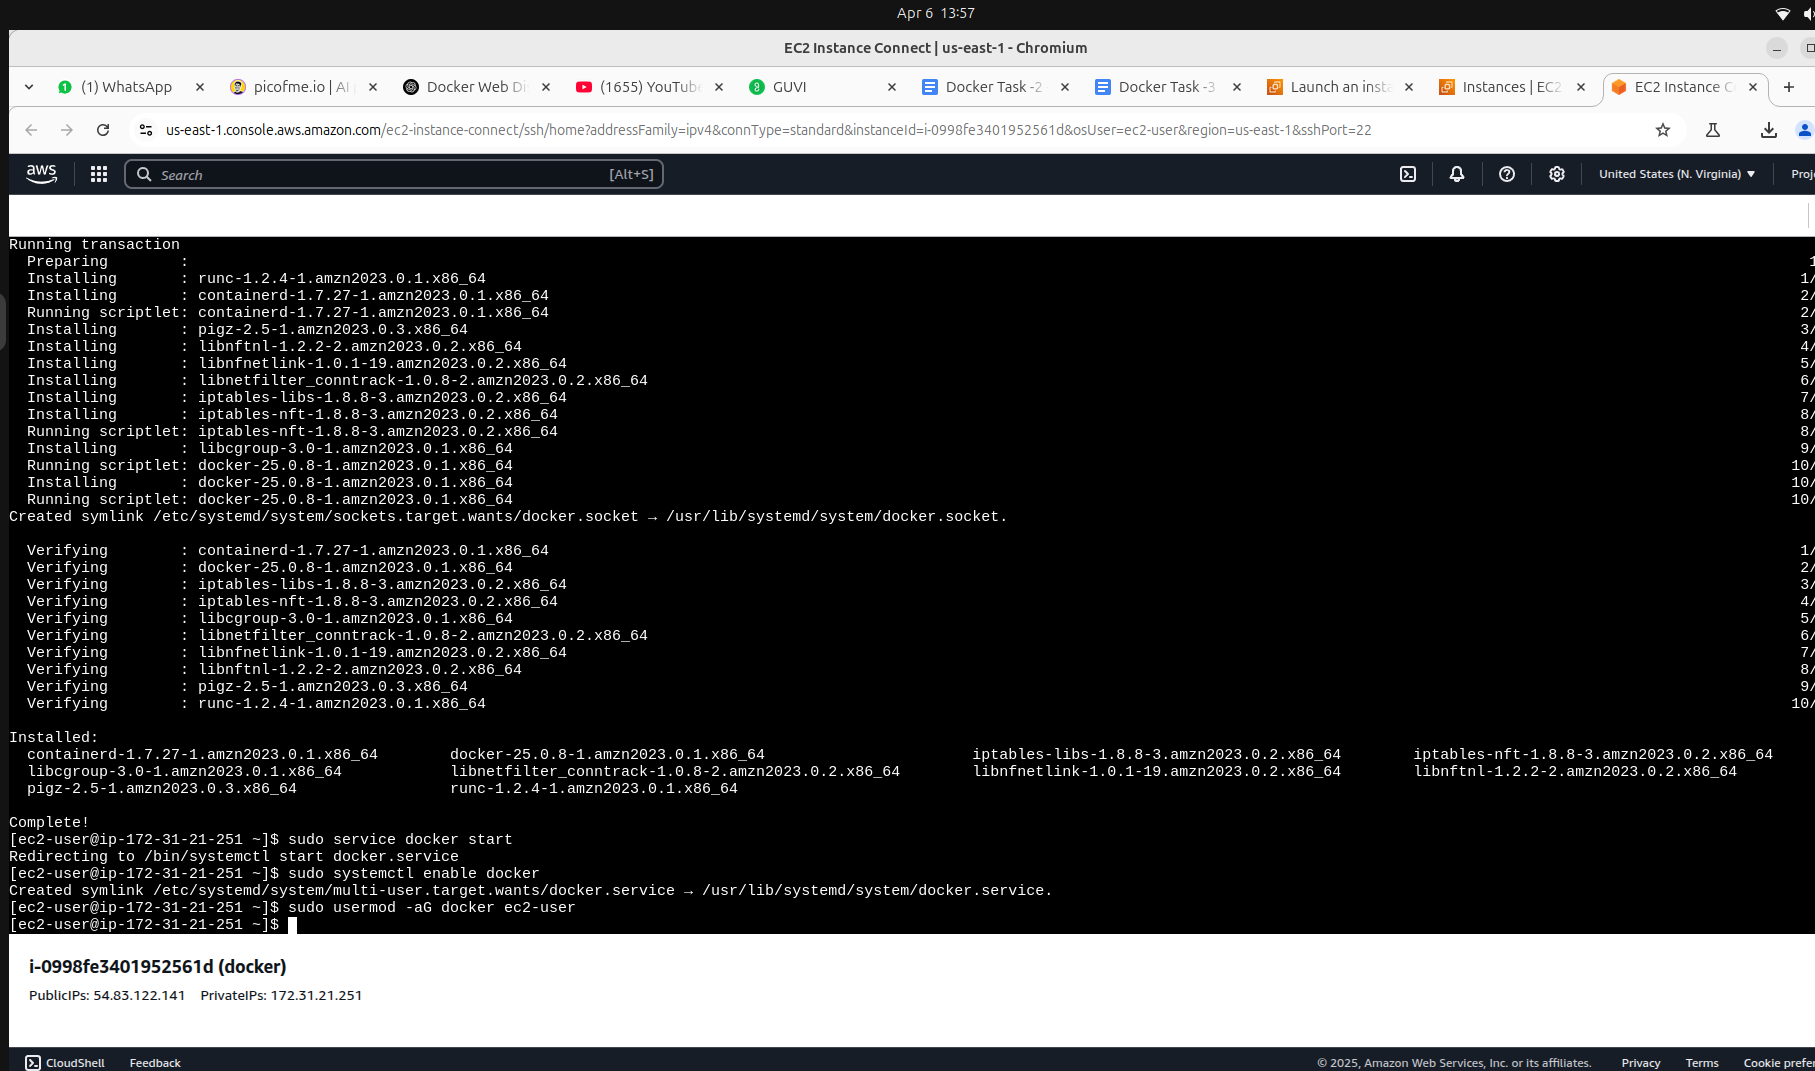 Apr 6 13:57
EC2 Instance Connect | us-east-1 - Chromium
(1) WhatsApp
picofme.io | AI
Docker Web Di
(1655) YouTube
GUVI
Docker Task -2
Docker Task -3
Launch an insta
Instances | EC2
EC2 Instance C
us-east-1.console.aws.amazon.com/ec2-instance-connect/ssh/home?addressFamily=ipv4&connType=standard&instanceId=i-0998fe3401952561d&osUser=ec2-user&region=us-east-1&sshPort=22
aws
Search
[Alt+S]
United States (N. Virginia)
Proj
Running transaction
Preparing : 1
Installing : runc-1.2.4-1.amzn2023.0.1.x86_64 1/
Installing : containerd-1.7.27-1.amzn2023.0.1.x86_64 2/
Running scriptlet: containerd-1.7.27-1.amzn2023.0.1.x86_64 2/
Installing : pigz-2.5-1.amzn2023.0.3.x86_64 3/
Installing : libnftnl-1.2.2-2.amzn2023.0.2.x86_64 4/
Installing : libnfnetlink-1.0.1-19.amzn2023.0.2.x86_64 5/
Installing : libnetfilter_conntrack-1.0.8-2.amzn2023.0.2.x86_64 6/
Installing : iptables-libs-1.8.8-3.amzn2023.0.2.x86_64 7/
Installing : iptables-nft-1.8.8-3.amzn2023.0.2.x86_64 8/
Running scriptlet: iptables-nft-1.8.8-3.amzn2023.0.2.x86_64 8/
Installing : libcgroup-3.0-1.amzn2023.0.1.x86_64 9/
Running scriptlet: docker-25.0.8-1.amzn2023.0.1.x86_64 10/
Installing : docker-25.0.8-1.amzn2023.0.1.x86_64 10/
Running scriptlet: docker-25.0.8-1.amzn2023.0.1.x86_64 10/
Created symlink /etc/systemd/system/sockets.target.wants/docker.socket → /usr/lib/systemd/system/docker.socket.
Verifying : containerd-1.7.27-1.amzn2023.0.1.x86_64 1/
Verifying : docker-25.0.8-1.amzn2023.0.1.x86_64 2/
Verifying : iptables-libs-1.8.8-3.amzn2023.0.2.x86_64 3/
Verifying : iptables-nft-1.8.8-3.amzn2023.0.2.x86_64 4/
Verifying : libcgroup-3.0-1.amzn2023.0.1.x86_64 5/
Verifying : libnetfilter_conntrack-1.0.8-2.amzn2023.0.2.x86_64 6/
Verifying : libnfnetlink-1.0.1-19.amzn2023.0.2.x86_64 7/
Verifying : libnftnl-1.2.2-2.amzn2023.0.2.x86_64 8/
Verifying : pigz-2.5-1.amzn2023.0.3.x86_64 9/
Verifying : runc-1.2.4-1.amzn2023.0.1.x86_64 10/
Installed:
containerd-1.7.27-1.amzn2023.0.1.x86_64 docker-25.0.8-1.amzn2023.0.1.x86_64 iptables-libs-1.8.8-3.amzn2023.0.2.x86_64 iptables-nft-1.8.8-3.amzn2023.0.2.x86_64
libcgroup-3.0-1.amzn2023.0.1.x86_64 libnetfilter_conntrack-1.0.8-2.amzn2023.0.2.x86_64 libnfnetlink-1.0.1-19.amzn2023.0.2.x86_64 libnftnl-1.2.2-2.amzn2023.0.2.x86_64
pigz-2.5-1.amzn2023.0.3.x86_64 runc-1.2.4-1.amzn2023.0.1.x86_64
Complete!
[ec2-user@ip-172-31-21-251 ~]$ sudo service docker start
Redirecting to /bin/systemctl start docker.service
[ec2-user@ip-172-31-21-251 ~]$ sudo systemctl enable docker
Created symlink /etc/systemd/system/multi-user.target.wants/docker.service → /usr/lib/systemd/system/docker.service.
[ec2-user@ip-172-31-21-251 ~]$ sudo usermod -aG docker ec2-user
[ec2-user@ip-172-31-21-251 ~]$
i-0998fe3401952561d (docker)
PublicIPs: 54.83.122.141 PrivateIPs: 172.31.21.251
CloudShell Feedback
© 2025, Amazon Web Services, Inc. or its affiliates. Privacy Terms Cookie prefer